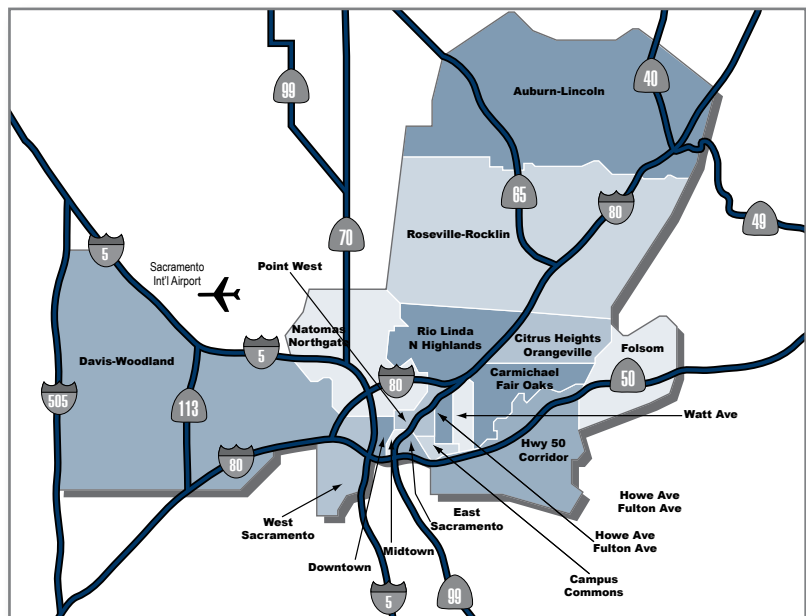 99
40
Auburn-Lincoln
65
80
49
70
Roseville-Rocklin
5
Sacramento
Int'l Airport
Point West
Natomas
Northgate
Rio Linda
N Highlands
Citrus Heights
Orangeville
Folsom
Davis-Woodland
5
80
Carmichael
Fair Oaks
50
505
113
Watt Ave
Hwy 50
Corridor
80
Howe Ave
Fulton Ave
West
Sacramento
East
Sacramento
Howe Ave
Fulton Ave
Midtown
Downtown
Campus
Commons
5
99